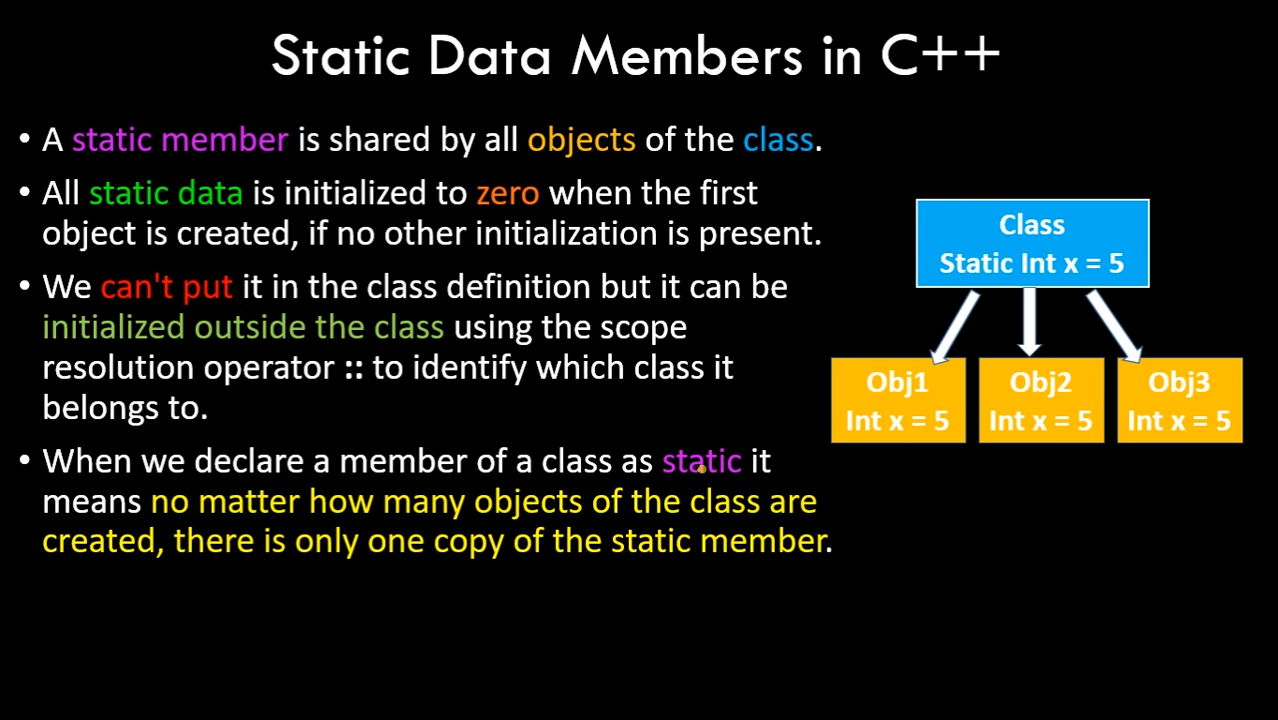 Static Data Members in C++
• A static member is shared by all objects of the class.
• All static data is initialized to zero when the first
object is created, if no other initialization is present.
• We can't put it in the class definition but it can be
initialized outside the class using the scope
resolution operator :: to identify which class it
belongs to.
• When we declare a member of a class as static it
means no matter how many objects of the class are
created, there is only one copy of the static member.
Class
Static Int x = 5
Obj1
Int x = 5
Obj2
Int x = 5
Obj3
Int x = 5